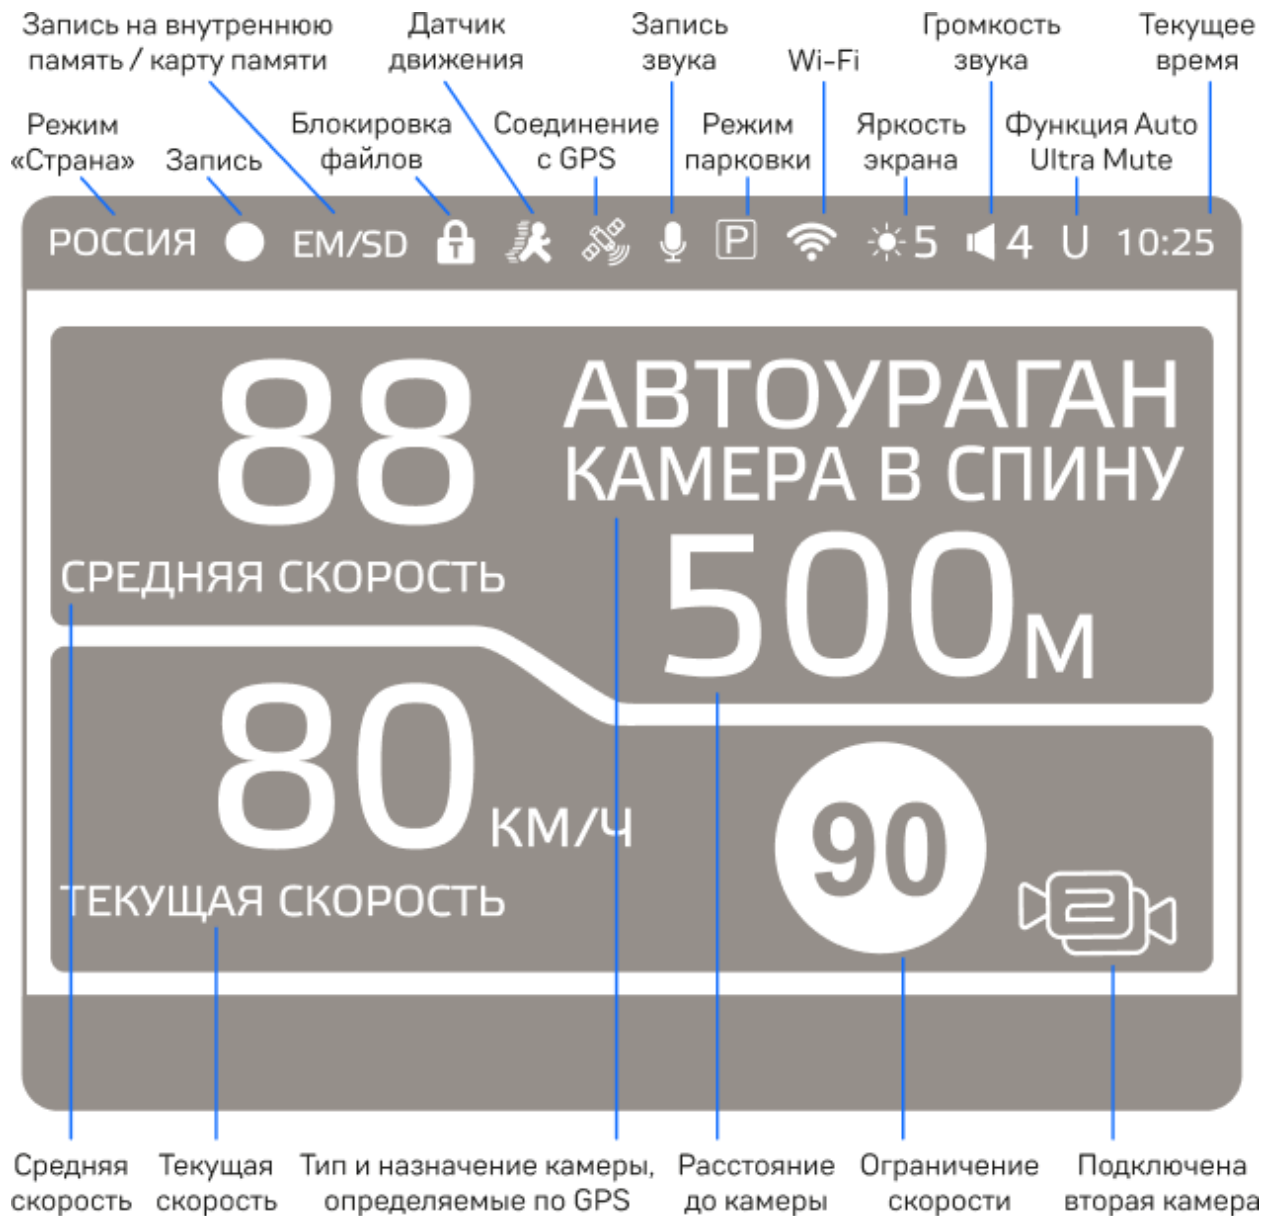 Запись на внутреннюю
память / карту памяти
Датчик
движения
Запись
звука
Wi-Fi
Громкость
звука
Текущее
время
Режим
«Страна»
Запись
Блокировка
файлов
Соединение
с GPS
Режим
парковки
Яркость
экрана
Функция Auto
Ultra Mute
РОССИЯ EM/SD T P 5 4 U 10:25
88
СРЕДНЯЯ СКОРОСТЬ
АВТОУРАГАН
КАМЕРА В СПИНУ
500м
80 КМ/Ч
ТЕКУЩАЯ СКОРОСТЬ
90
2
Средняя
скорость
Текущая
скорость
Тип и назначение камеры,
определяемые по GPS
Расстояние
до камеры
Ограничение
скорости
Подключена
вторая камера